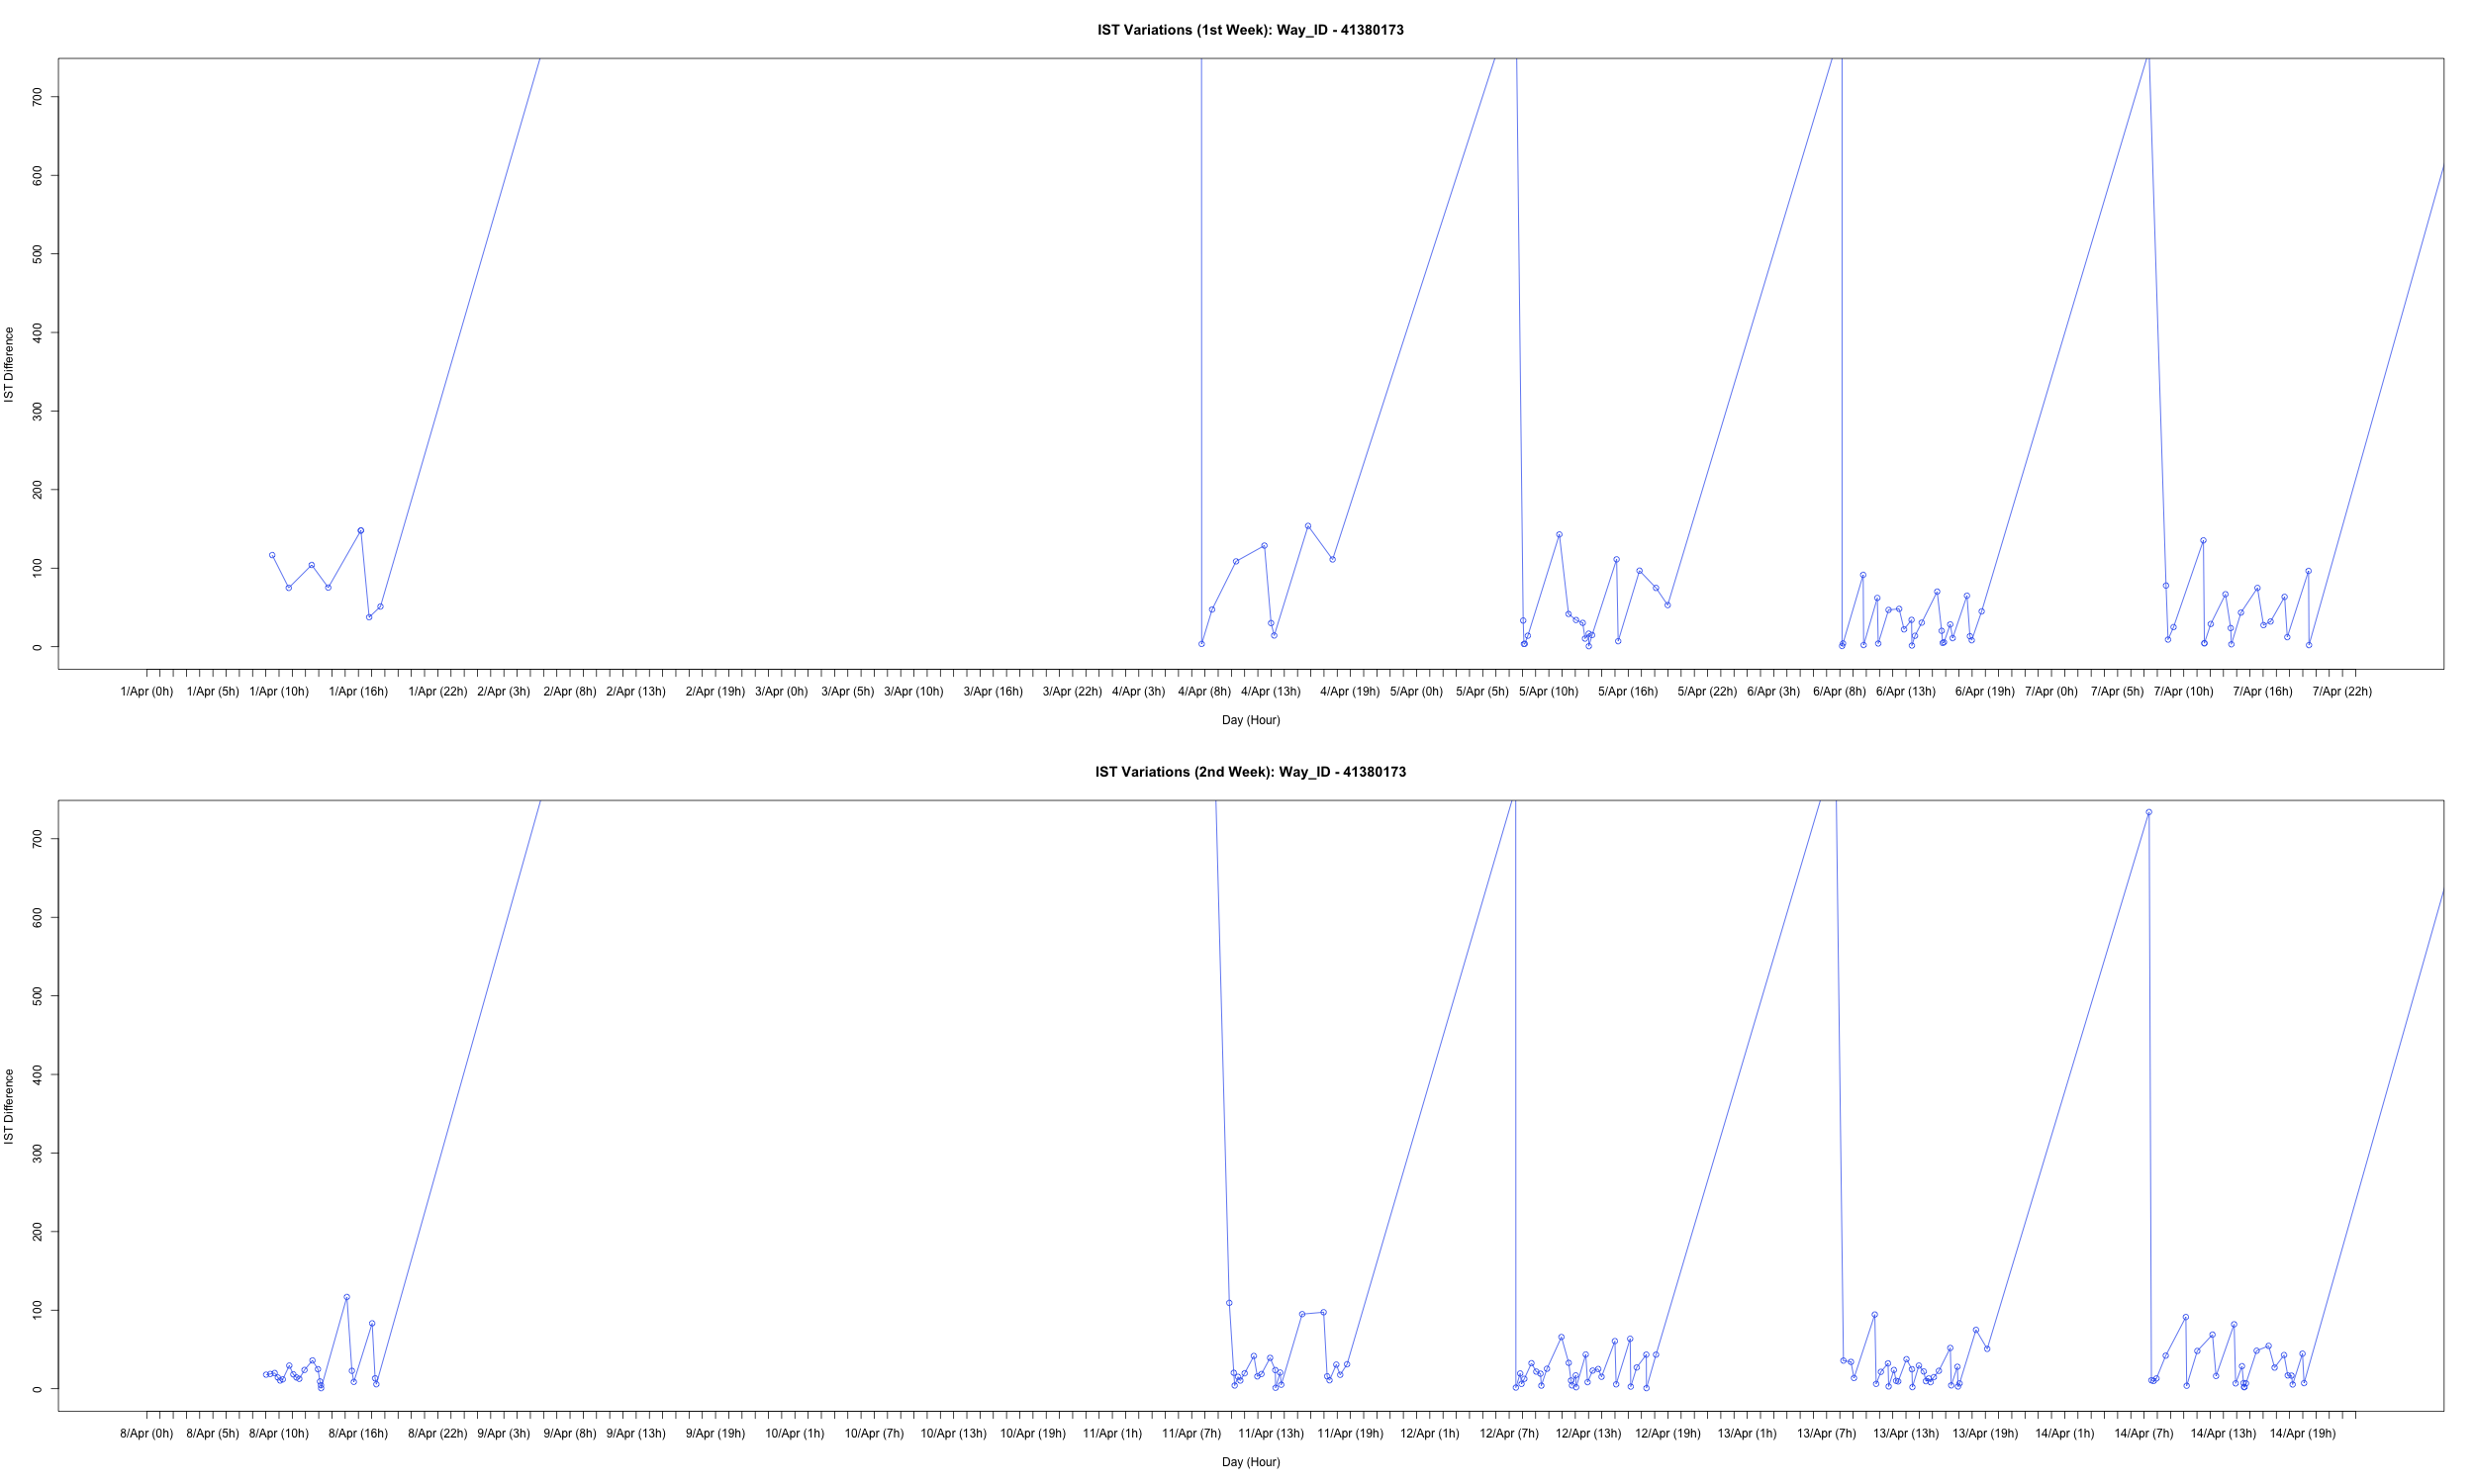 IST Variations (1st Week): Way_ID - 41380173
700
600
500
400
300
200
100
0
IST Difference
1/Apr (0h) 1/Apr (5h) 1/Apr (10h) 1/Apr (16h) 1/Apr (22h) 2/Apr (3h) 2/Apr (8h) 2/Apr (13h) 2/Apr (19h) 3/Apr (0h) 3/Apr (5h) 3/Apr (10h) 3/Apr (16h) 3/Apr (22h) 4/Apr (3h) 4/Apr (8h) 4/Apr (13h) 4/Apr (19h) 5/Apr (0h) 5/Apr (5h) 5/Apr (10h) 5/Apr (16h) 5/Apr (22h) 6/Apr (3h) 6/Apr (8h) 6/Apr (13h) 6/Apr (19h) 7/Apr (0h) 7/Apr (5h) 7/Apr (10h) 7/Apr (16h) 7/Apr (22h)
Day (Hour)
IST Variations (2nd Week): Way_ID - 41380173
700
600
500
400
300
200
100
0
IST Difference
8/Apr (0h) 8/Apr (5h) 8/Apr (10h) 8/Apr (16h) 8/Apr (22h) 9/Apr (3h) 9/Apr (8h) 9/Apr (13h) 9/Apr (19h) 10/Apr (1h) 10/Apr (7h) 10/Apr (13h) 10/Apr (19h) 11/Apr (1h) 11/Apr (7h) 11/Apr (13h) 11/Apr (19h) 12/Apr (1h) 12/Apr (7h) 12/Apr (13h) 12/Apr (19h) 13/Apr (1h) 13/Apr (7h) 13/Apr (13h) 13/Apr (19h) 14/Apr (1h) 14/Apr (7h) 14/Apr (13h) 14/Apr (19h)
Day (Hour)